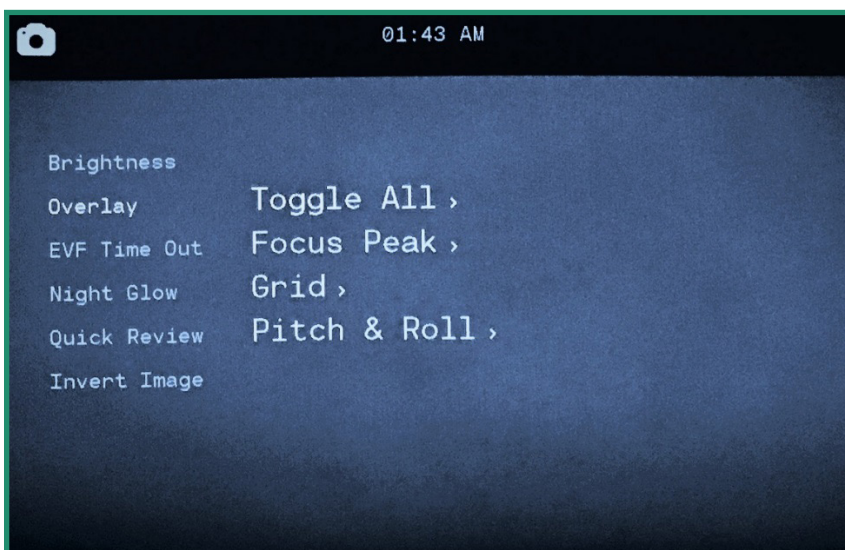 01:43 AM
Brightness
Overlay
EVF Time Out
Night Glow
Quick Review
Invert Image
Toggle All ›
Focus Peak ›
Grid ›
Pitch & Roll ›